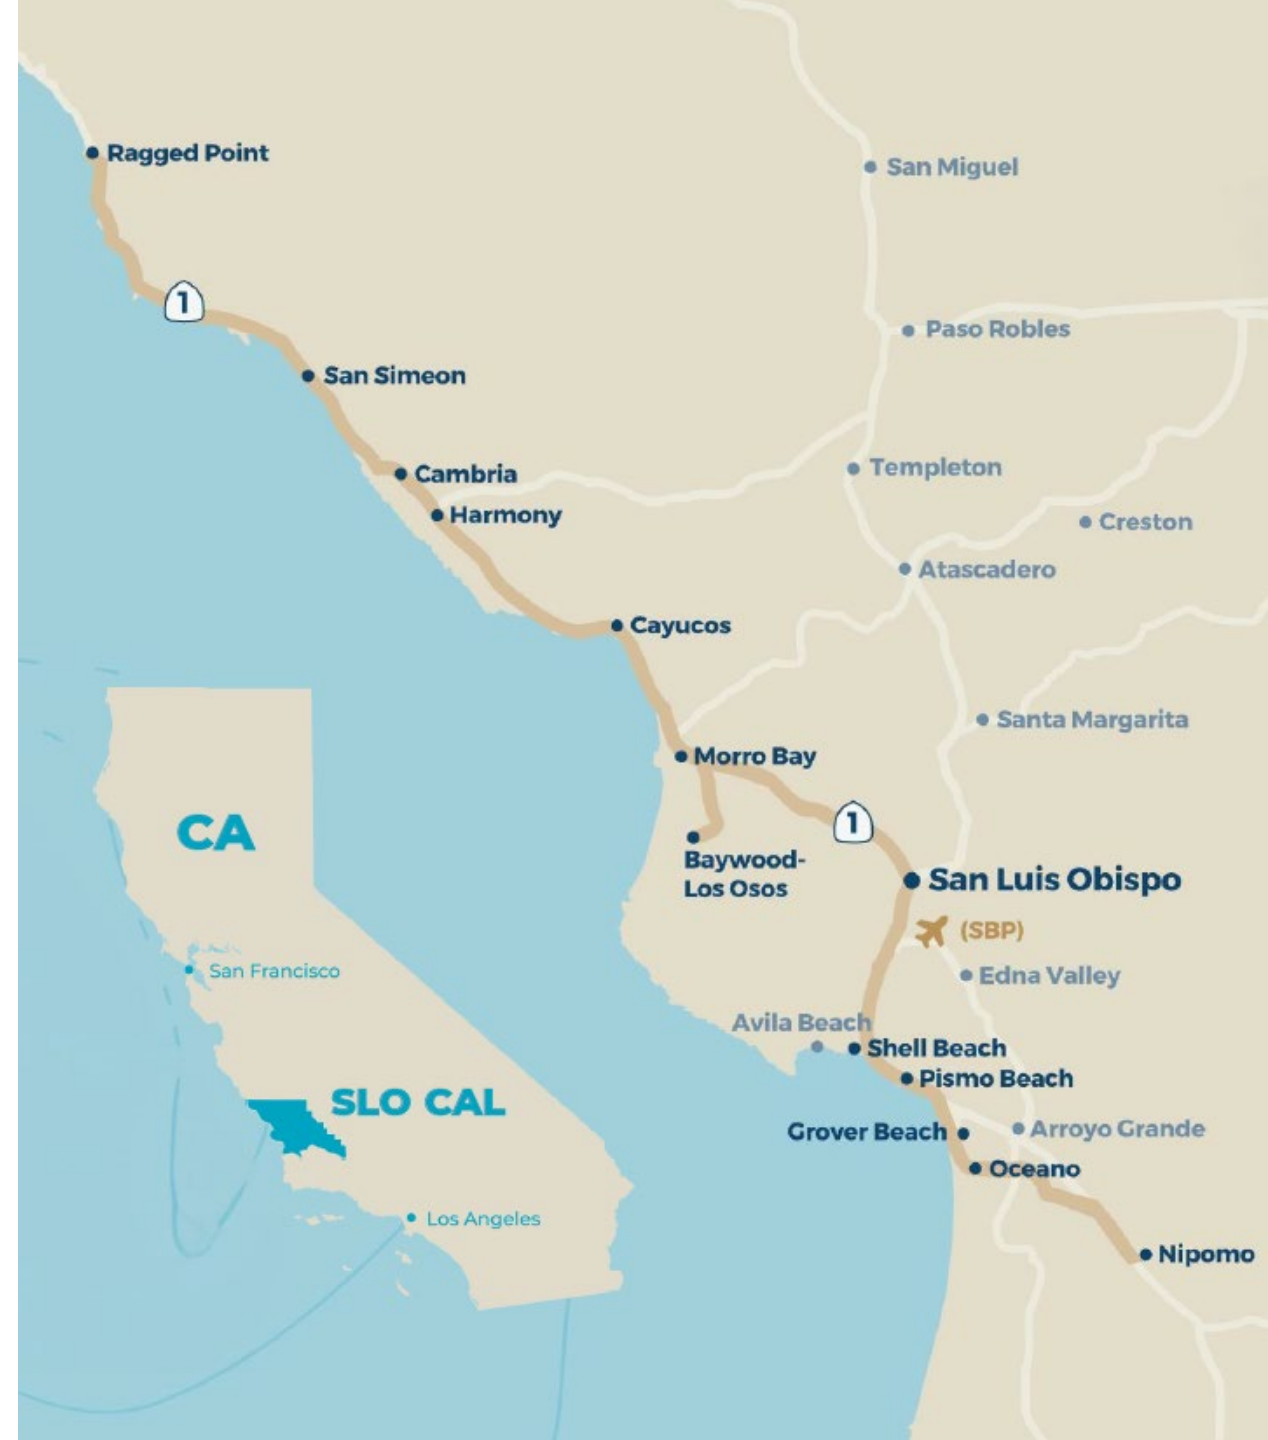 Ragged Point
San Miguel
1
Paso Robles
San Simeon
Templeton
Cambria
Harmony
Creston
Atascadero
Cayucos
Santa Margarita
Morro Bay
CA
1
Baywood-
Los Osos
San Luis Obispo
(SBP)
San Francisco
Edna Valley
Avila Beach
Shell Beach
Pismo Beach
SLO CAL
Grover Beach
Arroyo Grande
Oceano
Los Angeles
Nipomo